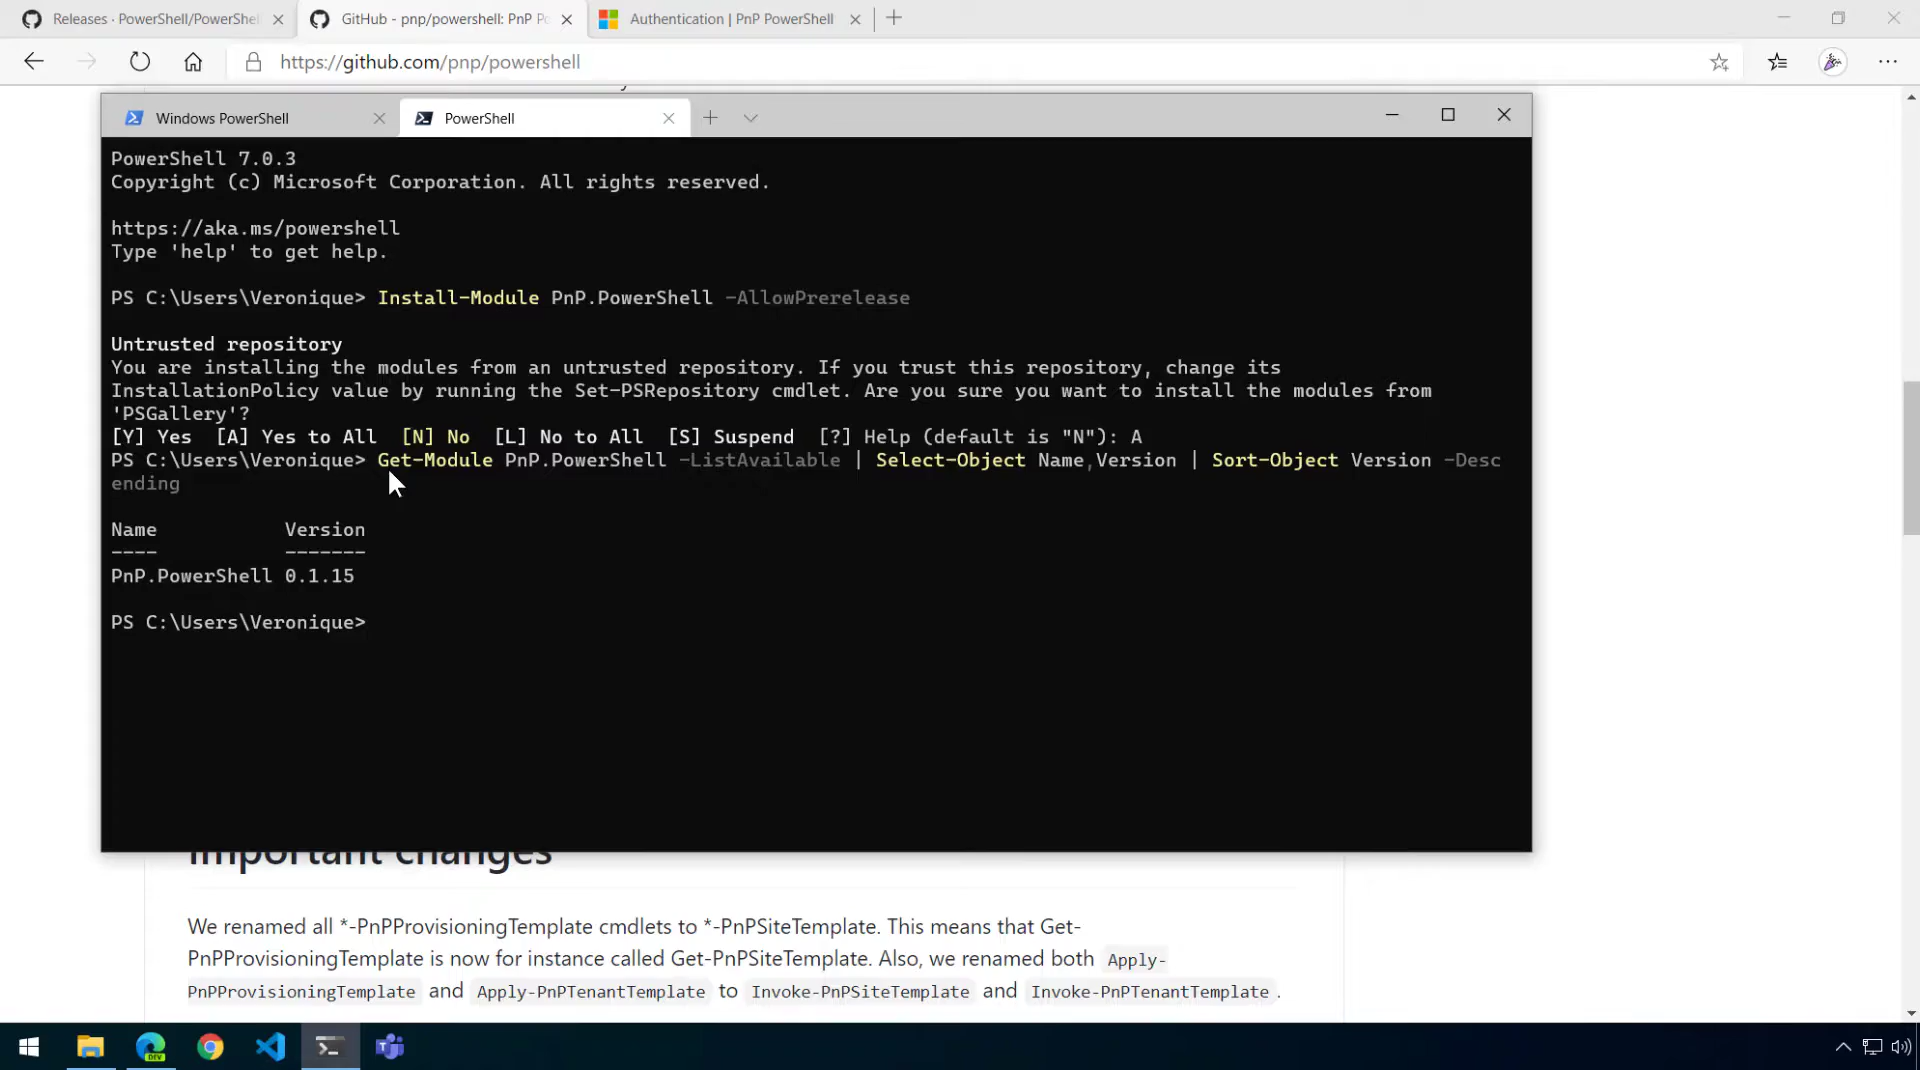 Releases · PowerShell/PowerShel
GitHub - pnp/powershell: PnP Po
Authentication | PnP PowerShell
https://github.com/pnp/powershell
Windows PowerShell
PowerShell
PowerShell 7.0.3
Copyright (c) Microsoft Corporation. All rights reserved.
https://aka.ms/powershell
Type 'help' to get help.
PS C:\Users\Veronique> Install-Module PnP.PowerShell -AllowPrerelease
Untrusted repository
You are installing the modules from an untrusted repository. If you trust this repository, change its
InstallationPolicy value by running the Set-PSRepository cmdlet. Are you sure you want to install the modules from
'PSGallery'?
[Y] Yes  [A] Yes to All  [N] No  [L] No to All  [S] Suspend  [?] Help (default is "N"): A
PS C:\Users\Veronique> Get-Module PnP.PowerShell -ListAvailable | Select-Object Name,Version | Sort-Object Version -Desc
ending
Name           Version
----           -------
PnP.PowerShell 0.1.15
PS C:\Users\Veronique>
Important changes
We renamed all *-PnPProvisioningTemplate cmdlets to *-PnPSiteTemplate. This means that Get-
PnPProvisioningTemplate is now for instance called Get-PnPSiteTemplate. Also, we renamed both Apply-
PnPProvisioningTemplate and Apply-PnPTenantTemplate to Invoke-PnPSiteTemplate and Invoke-PnPTenantTemplate.
DEV